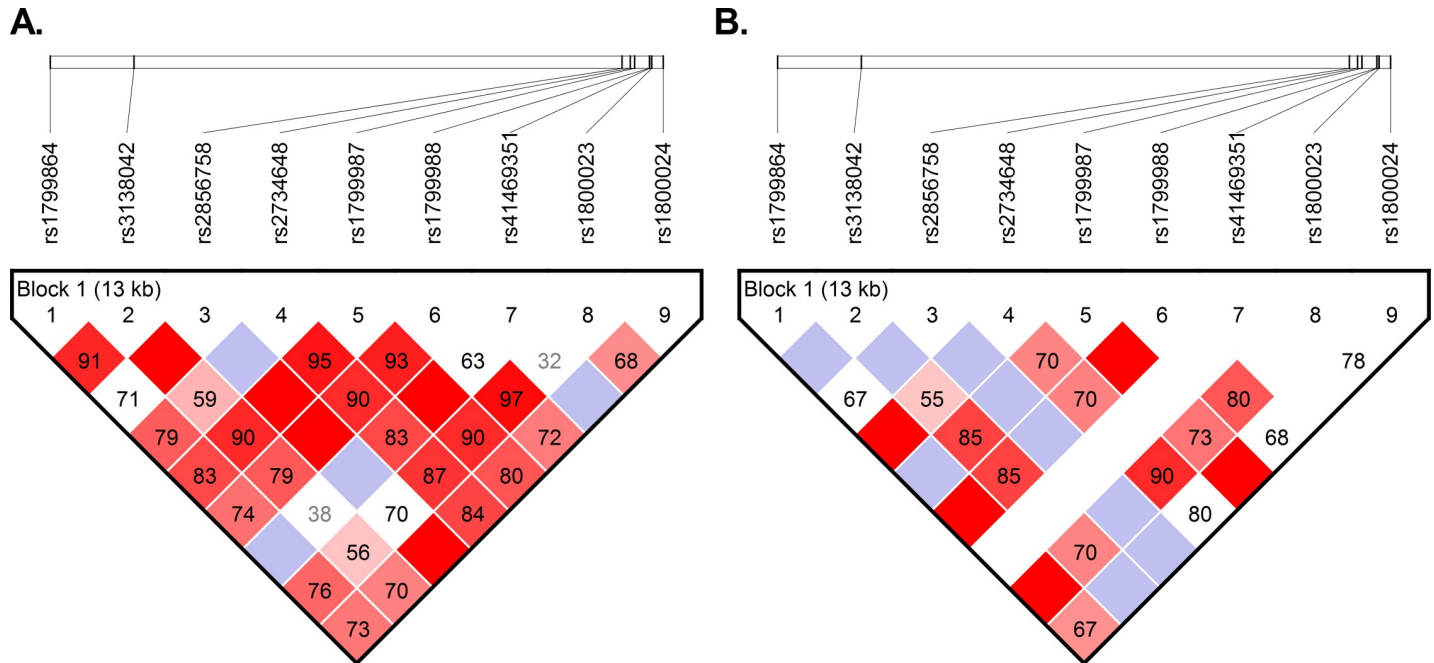 A.
rs1799864
rs3138042
rs2856758
rs2734648
rs1799987
rs1799988
rs41469351
rs1800023
rs1800024
Block 1 (13 kb)
1 2 3 4 5 6 7 8 9
91 95 93 63 32 68
71 59 90 97
79 90 83 90 72
83 79 87 80
74 38 70 84
56
76 70
73
B.
rs1799864
rs3138042
rs2856758
rs2734648
rs1799987
rs1799988
rs41469351
rs1800023
rs1800024
Block 1 (13 kb)
1 2 3 4 5 6 7 8 9
70 78
67 55 70 80
85 73 68
85 90
80
70
67